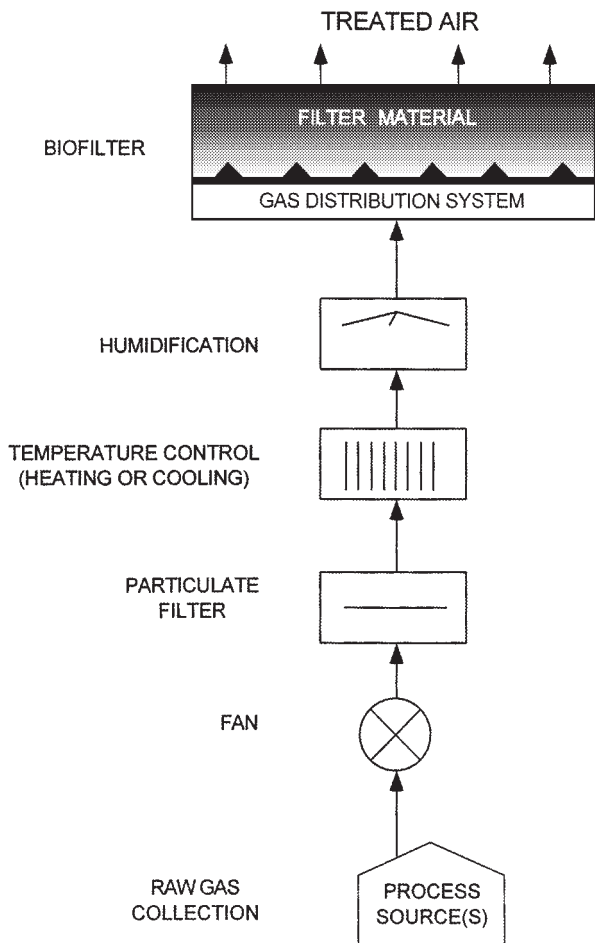 TREATED AIR
FILTER MATERIAL
BIOFILTER
GAS DISTRIBUTION SYSTEM
HUMIDIFICATION
TEMPERATURE CONTROL
(HEATING OR COOLING)
PARTICULATE
FILTER
FAN
RAW GAS
COLLECTION
PROCESS
SOURCE(S)